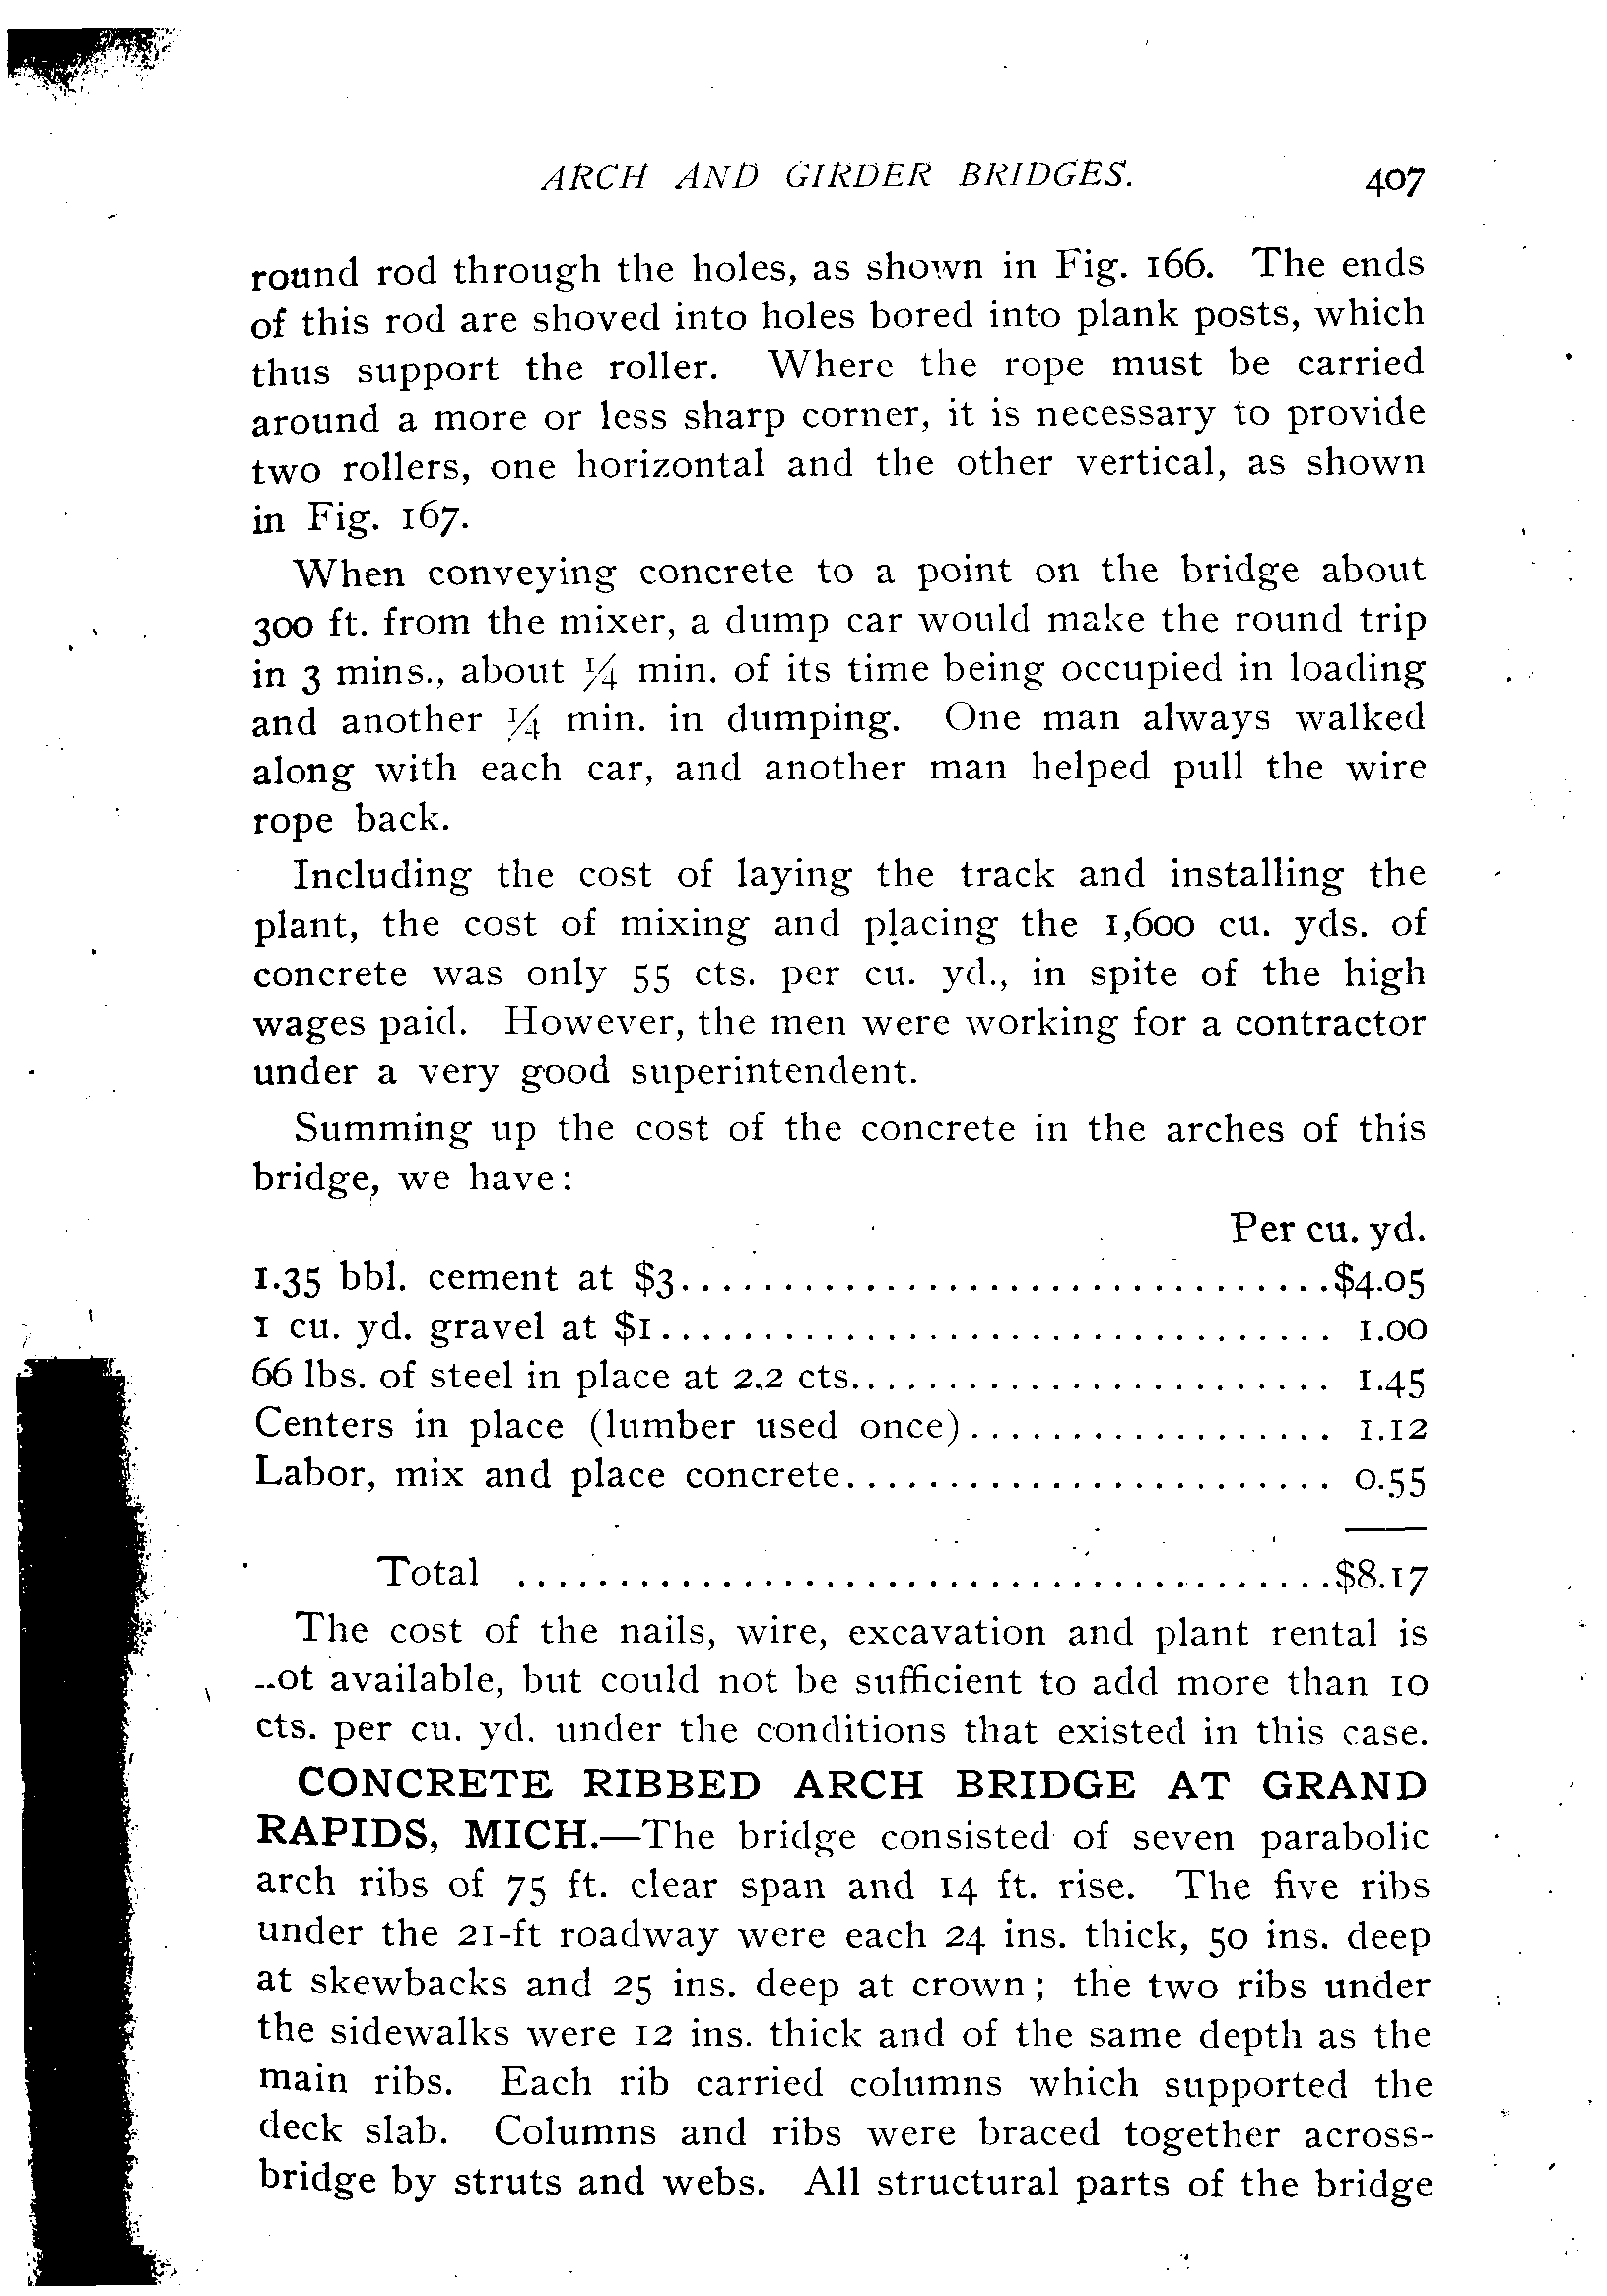 ARCH AND GIRDER BRIDGES. 407
round rod through the holes, as shown in Fig. 166. The ends
of this rod are shoved into holes bored into plank posts, which
thus support the roller. Where the rope must be carried
around a more or less sharp corner, it is necessary to provide
two rollers, one horizontal and the other vertical, as shown
in Fig. 167.
When conveying concrete to a point on the bridge about
300 ft. from the mixer, a dump car would make the round trip
in 3 mins., about ¼ min. of its time being occupied in loading
and another ¼ min. in dumping. One man always walked
along with each car, and another man helped pull the wire
rope back.
Including the cost of laying the track and installing the
plant, the cost of mixing and placing the 1,600 cu. yds. of
concrete was only 55 cts. per cu. yd., in spite of the high
wages paid. However, the men were working for a contractor
under a very good superintendent.
Summing up the cost of the concrete in the arches of this
bridge, we have:
Per cu. yd.
1.35 bbl. cement at $3................................$4.05
1 cu. yd. gravel at $1................................. 1.00
66 lbs. of steel in place at 2.2 cts........................ 1.45
Centers in place (lumber used once).................. 1.12
Labor, mix and place concrete........................ 0.55
Total ........................................$8.17
The cost of the nails, wire, excavation and plant rental is
..ot available, but could not be sufficient to add more than 10
cts. per cu. yd. under the conditions that existed in this case.
CONCRETE RIBBED ARCH BRIDGE AT GRAND
RAPIDS, MICH.—The bridge consisted of seven parabolic
arch ribs of 75 ft. clear span and 14 ft. rise. The five ribs
under the 21-ft roadway were each 24 ins. thick, 50 ins. deep
at skewbacks and 25 ins. deep at crown; the two ribs under
the sidewalks were 12 ins. thick and of the same depth as the
main ribs. Each rib carried columns which supported the
deck slab. Columns and ribs were braced together across-
bridge by struts and webs. All structural parts of the bridge